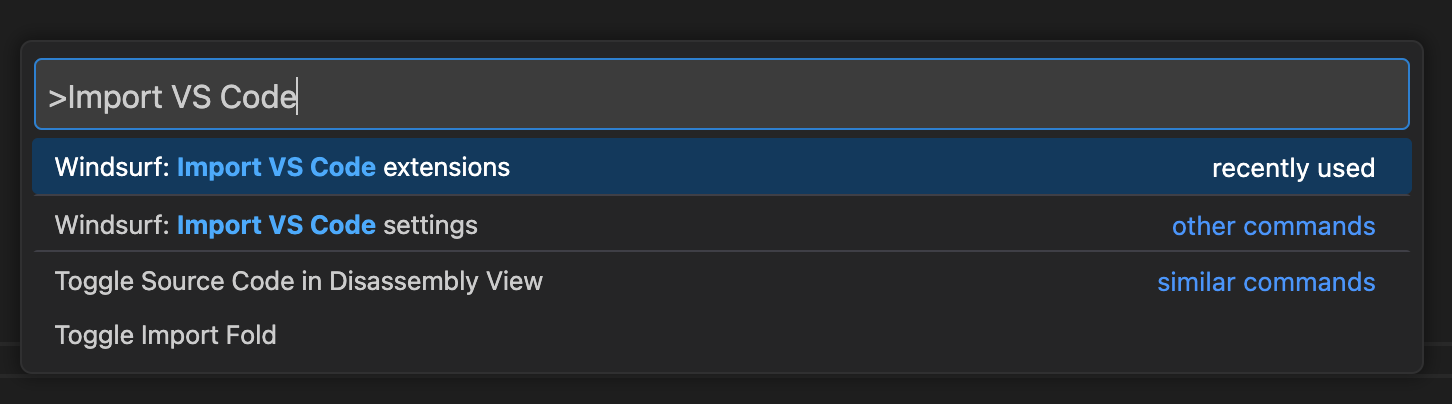 >Import VS Code
Windsurf: Import VS Code extensions recently used
Windsurf: Import VS Code settings other commands
Toggle Source Code in Disassembly View similar commands
Toggle Import Fold